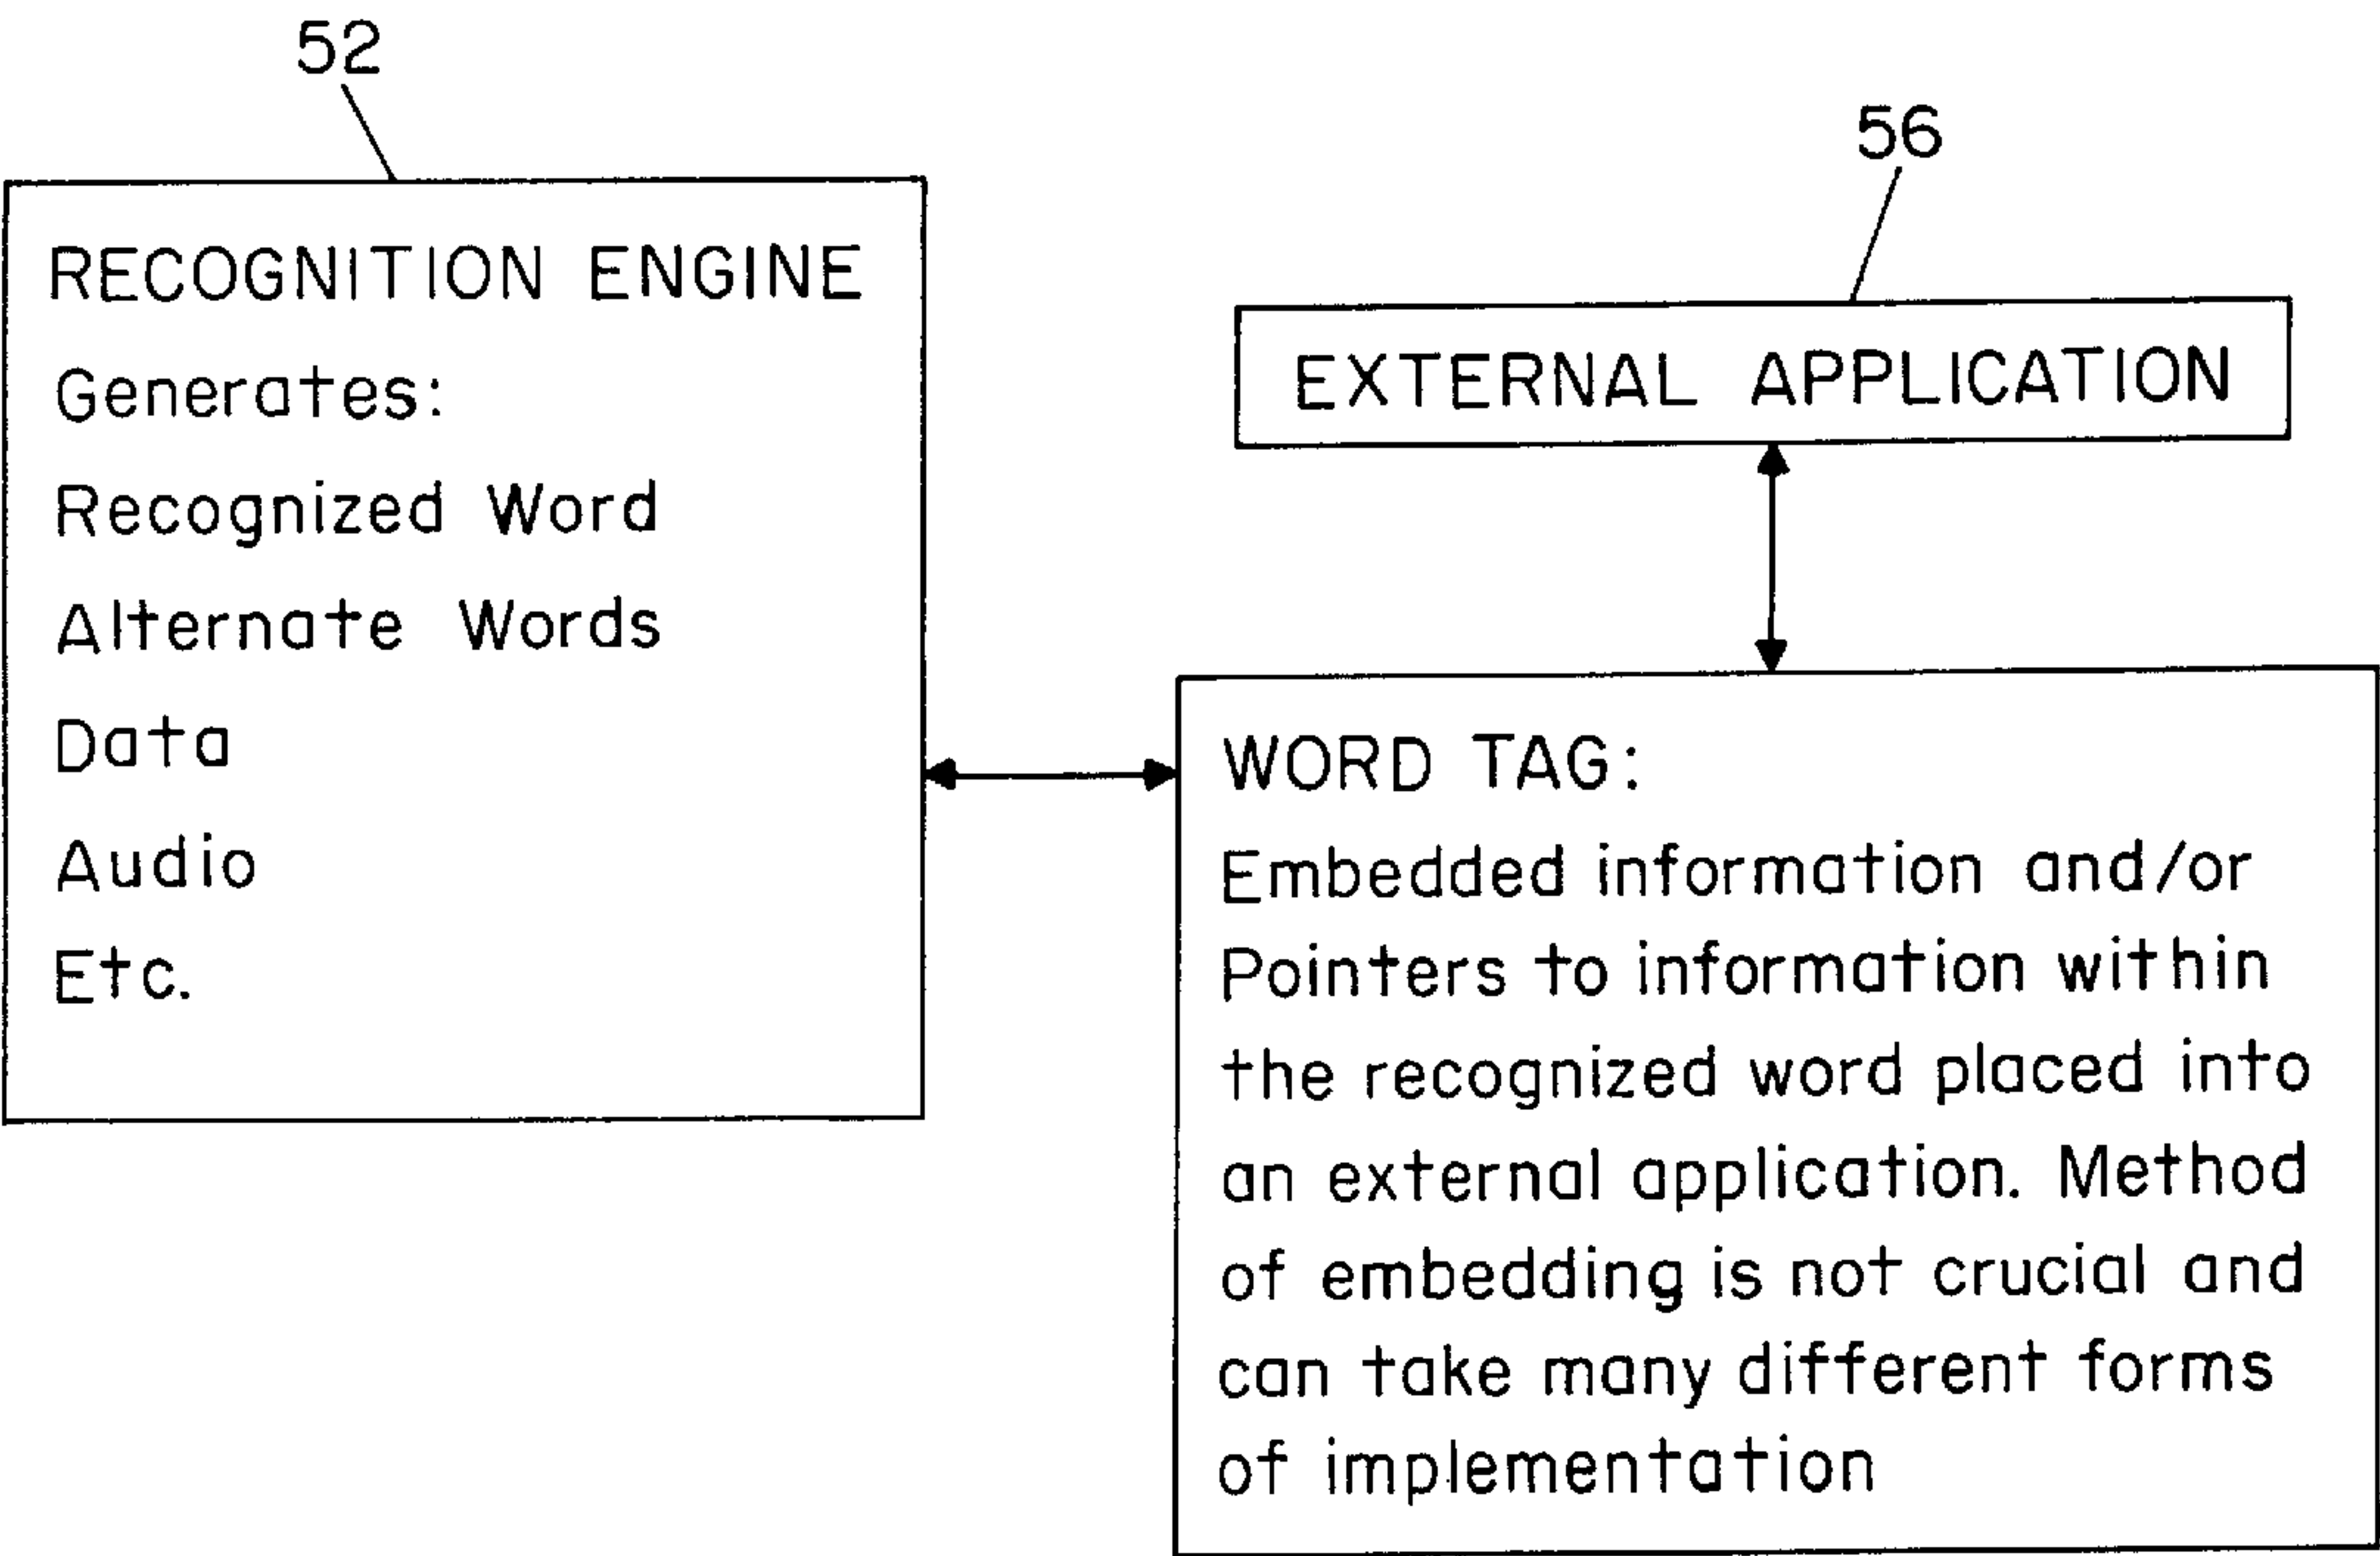 52
RECOGNITION ENGINE
Generates:
Recognized Word
Alternate Words
Data
Audio
Etc.
56
EXTERNAL APPLICATION
WORD TAG:
Embedded information and/or
Pointers to information within
the recognized word placed into
an external application. Method
of embedding is not crucial and
can take many different forms
of implementation